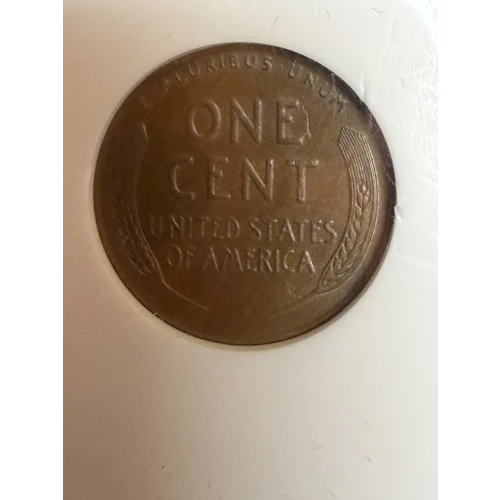 E·PLURIBUS·UNUM
ONE
CENT
UNITED STATES
OF AMERICA